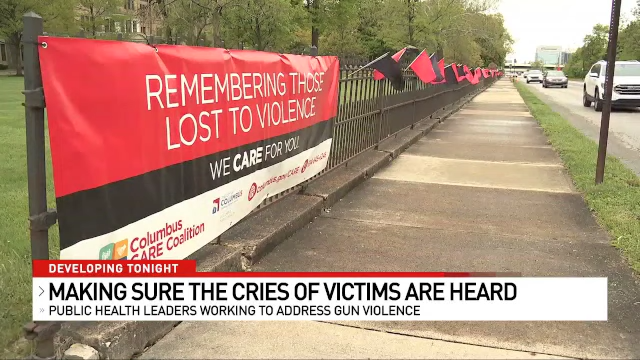 REMEMBERING THOSE
LOST TO VIOLENCE
WE CARE FOR YOU.
COLUMBUS
Columbus
CARE Coalition
DEVELOPING TONIGHT
MAKING SURE THE CRIES OF VICTIMS ARE HEARD
PUBLIC HEALTH LEADERS WORKING TO ADDRESS GUN VIOLENCE